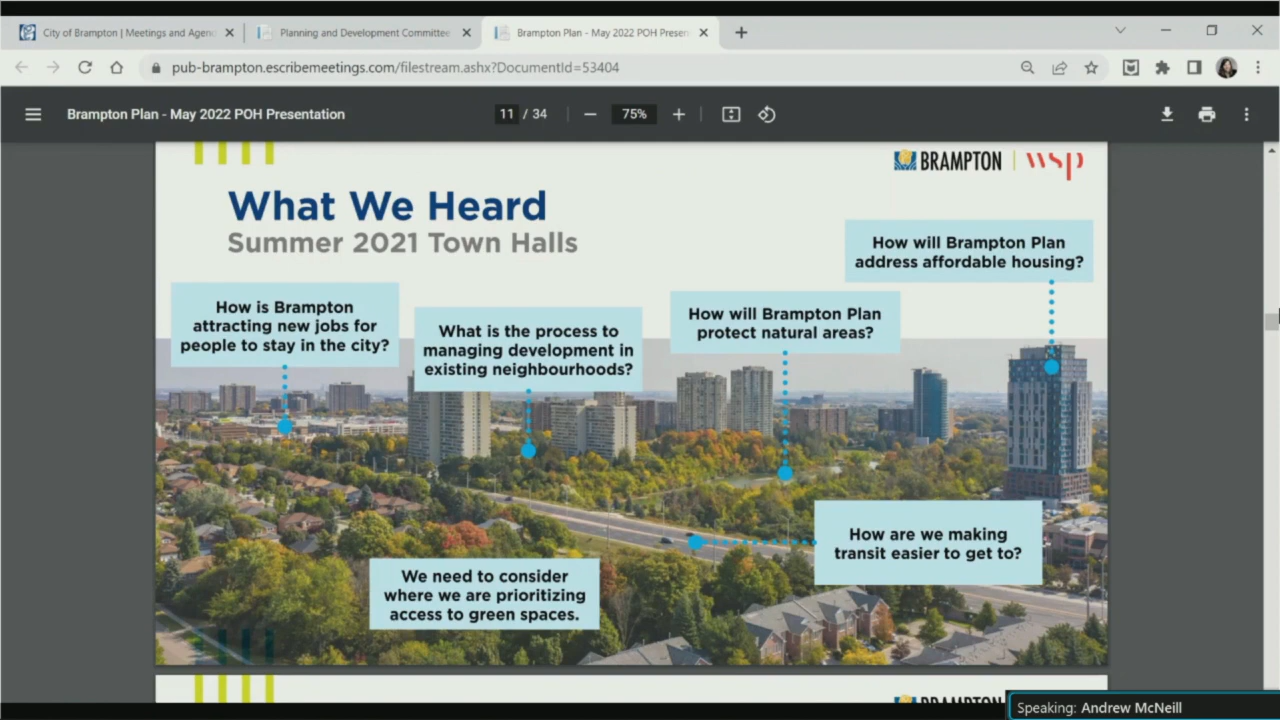 City of Brampton | Meetings and Agen
Planning and Development Committee
Brampton Plan - May 2022 POH Presen
pub-brampton.escribemeetings.com/filestream.ashx?DocumentId=53404
Brampton Plan - May 2022 POH Presentation
11 / 34
75%
BRAMPTON
wsp
What We Heard
Summer 2021 Town Halls
How will Brampton Plan
address affordable housing?
How is Brampton
attracting new jobs for
people to stay in the city?
What is the process to
managing development in
existing neighbourhoods?
How will Brampton Plan
protect natural areas?
How are we making
transit easier to get to?
We need to consider
where we are prioritizing
access to green spaces.
BRAMPTON
Speaking: Andrew McNeill